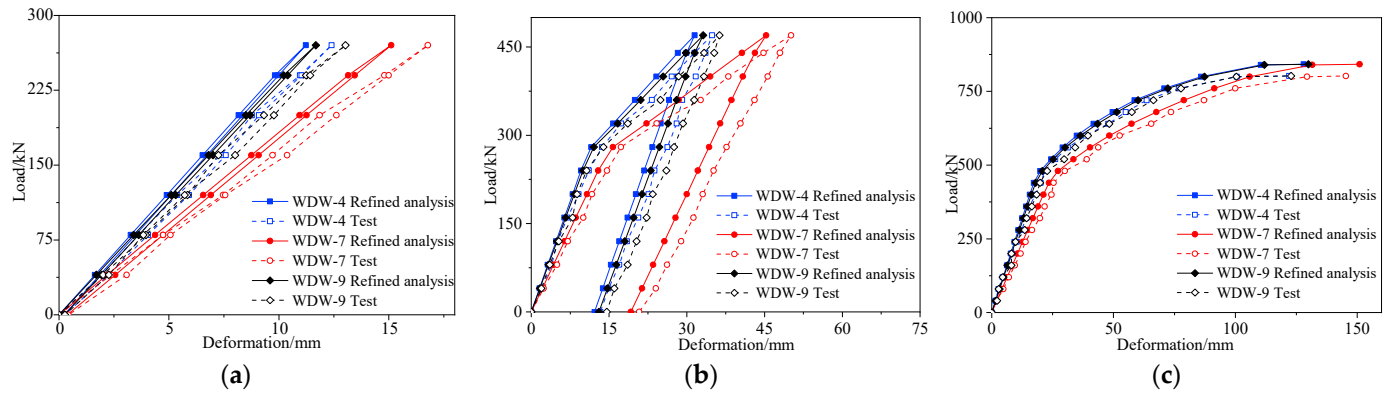 300
225
150
75
0
Load/kN
0
5
10
15
Deformation/mm
WDW-4 Refined analysis
WDW-4 Test
WDW-7 Refined analysis
WDW-7 Test
WDW-9 Refined analysis
WDW-9 Test
(a)
450
300
150
0
Load/kN
0
15
30
45
60
75
Deformation/mm
WDW-4 Refined analysis
WDW-4 Test
WDW-7 Refined analysis
WDW-7 Test
WDW-9 Refined analysis
WDW-9 Test
(b)
1000
750
500
250
0
Load/kN
0
50
100
150
Deformation/mm
WDW-4 Refined analysis
WDW-4 Test
WDW-7 Refined analysis
WDW-7 Test
WDW-9 Refined analysis
WDW-9 Test
(c)